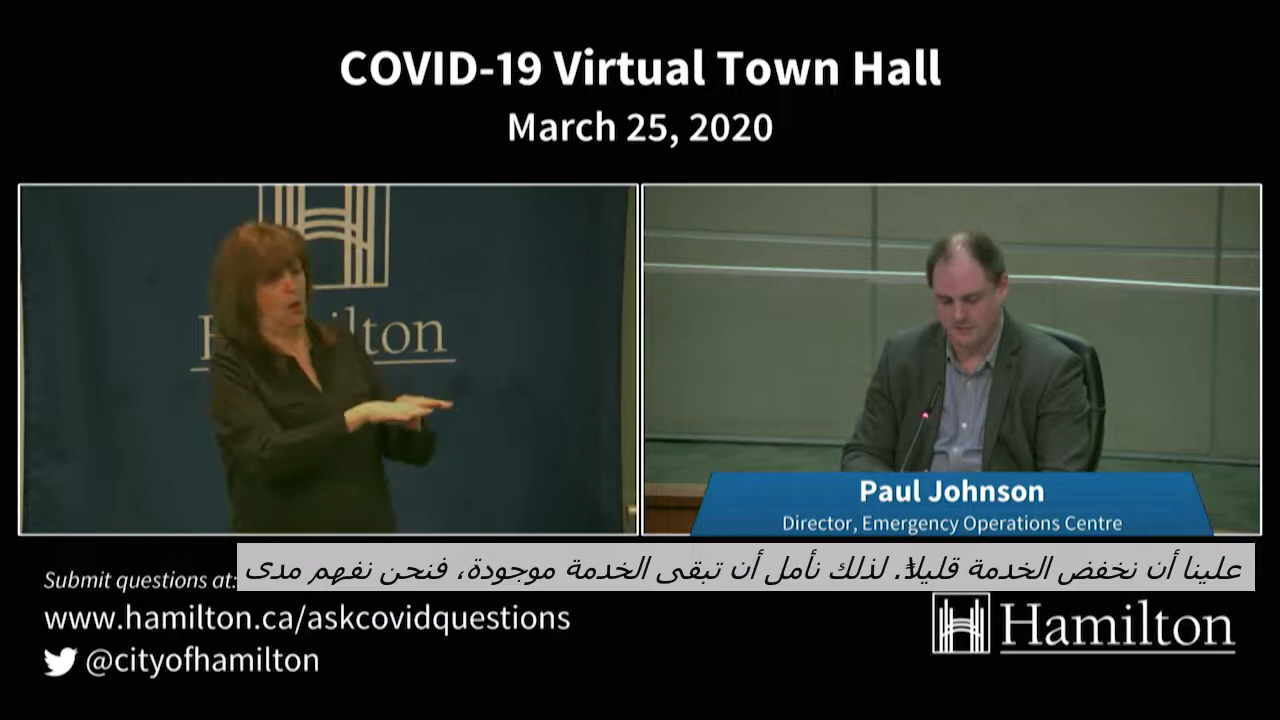 COVID-19 Virtual Town Hall
March 25, 2020
Hamilton
Paul Johnson
Director, Emergency Operations Centre
علينا أن نخفض الخدمة قليلاً. لذلك نأمل أن تبقى الخدمة موجودة، فنحن نفهم مدى
Submit questions at:
www.hamilton.ca/askcovidquestions
@cityofhamilton
Hamilton